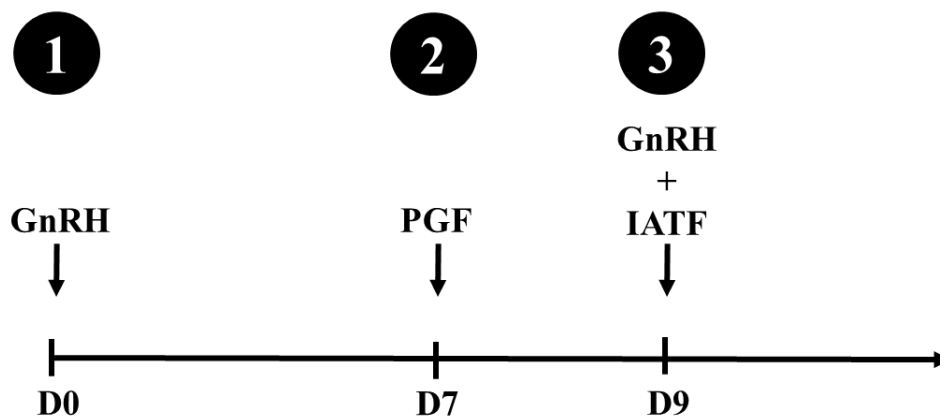 1 2 3
GnRH
+
GnRH PGF IATF
D0 D7 D9